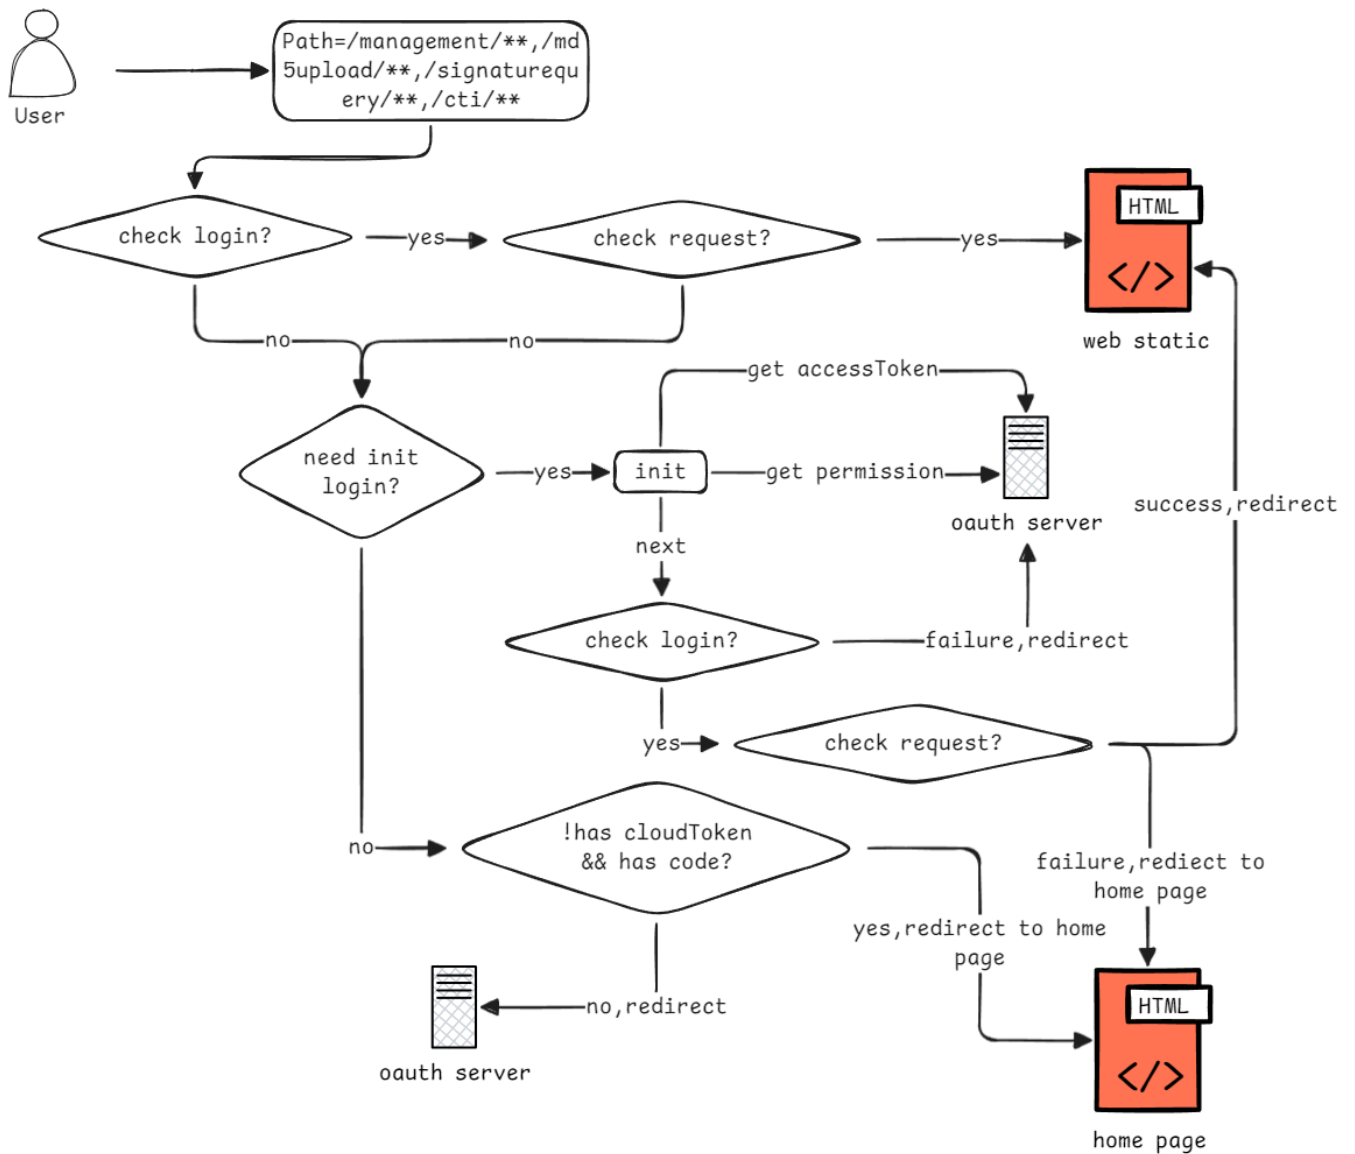 User
Path=/management/**,/md
5upload/**,/signaturequ
ery/**,/cti/**
check login?
yes
check request?
yes
HTML
</>
web static
no
no
get accessToken
need init
login?
yes
init
get permission
oauth server
success,redirect
next
check login?
failure,redirect
yes
check request?
!has cloudToken
&& has code?
no
failure,rediect to
home page
yes,redirect to home
page
no,redirect
oauth server
HTML
</>
home page